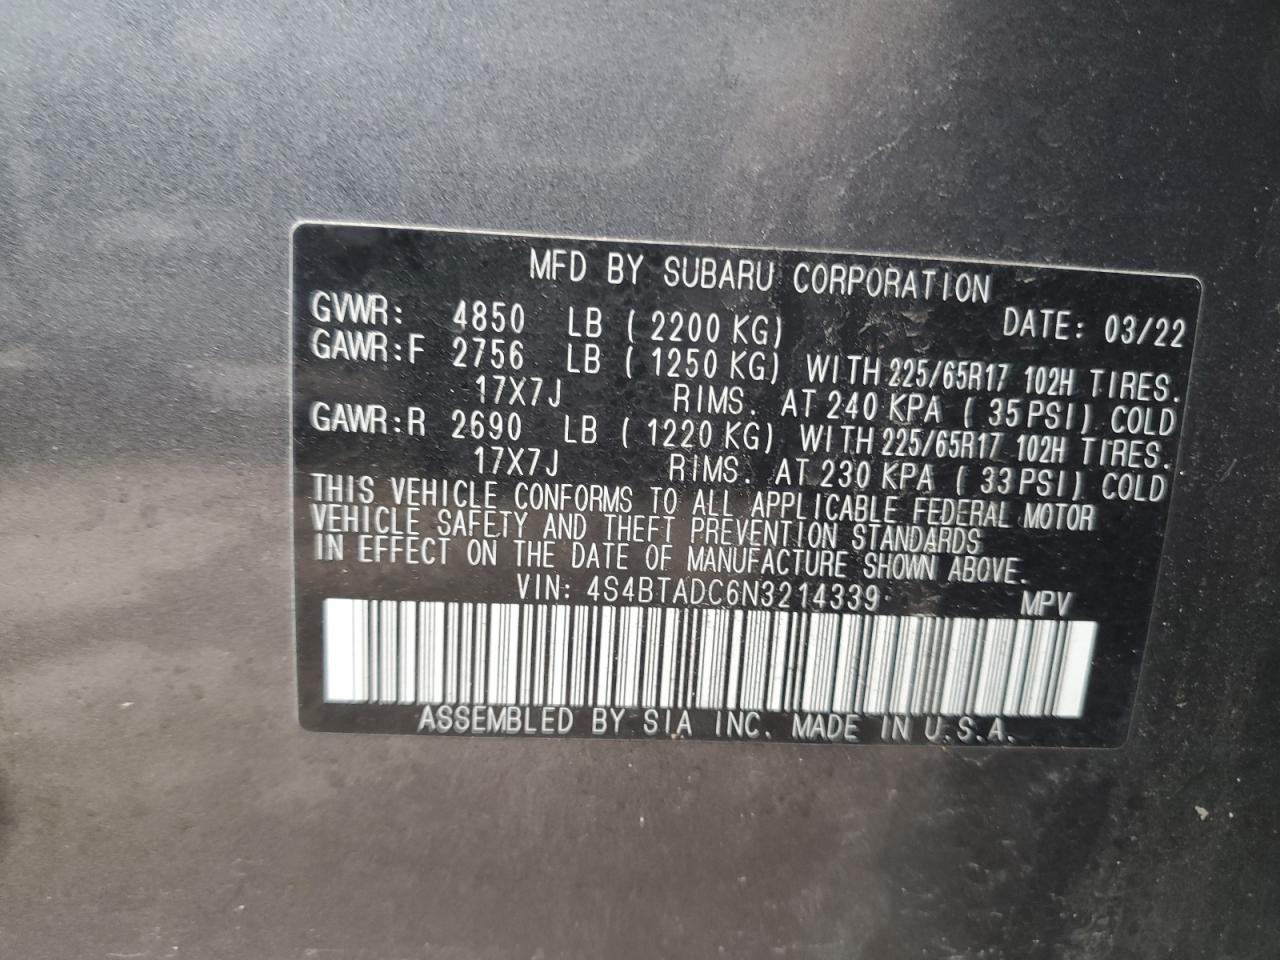 MFD BY SUBARU CORPORATION
GVWR: 4850 LB (2200 KG) DATE: 03/22
GAWR:F 2756 LB (1250 KG) WITH 225/65R17 102H TIRES.
17X7J RIMS. AT 240 KPA (35 PSI) COLD
GAWR:R 2690 LB (1220 KG) WITH 225/65R17 102H TIRES.
17X7J RIMS. AT 230 KPA (33 PSI) COLD
THIS VEHICLE CONFORMS TO ALL APPLICABLE FEDERAL MOTOR
VEHICLE SAFETY AND THEFT PREVENTION STANDARDS
IN EFFECT ON THE DATE OF MANUFACTURE SHOWN ABOVE.
VIN: 4S4BTADC6N3214339 MPV
ASSEMBLED BY SIA INC. MADE IN U.S.A.